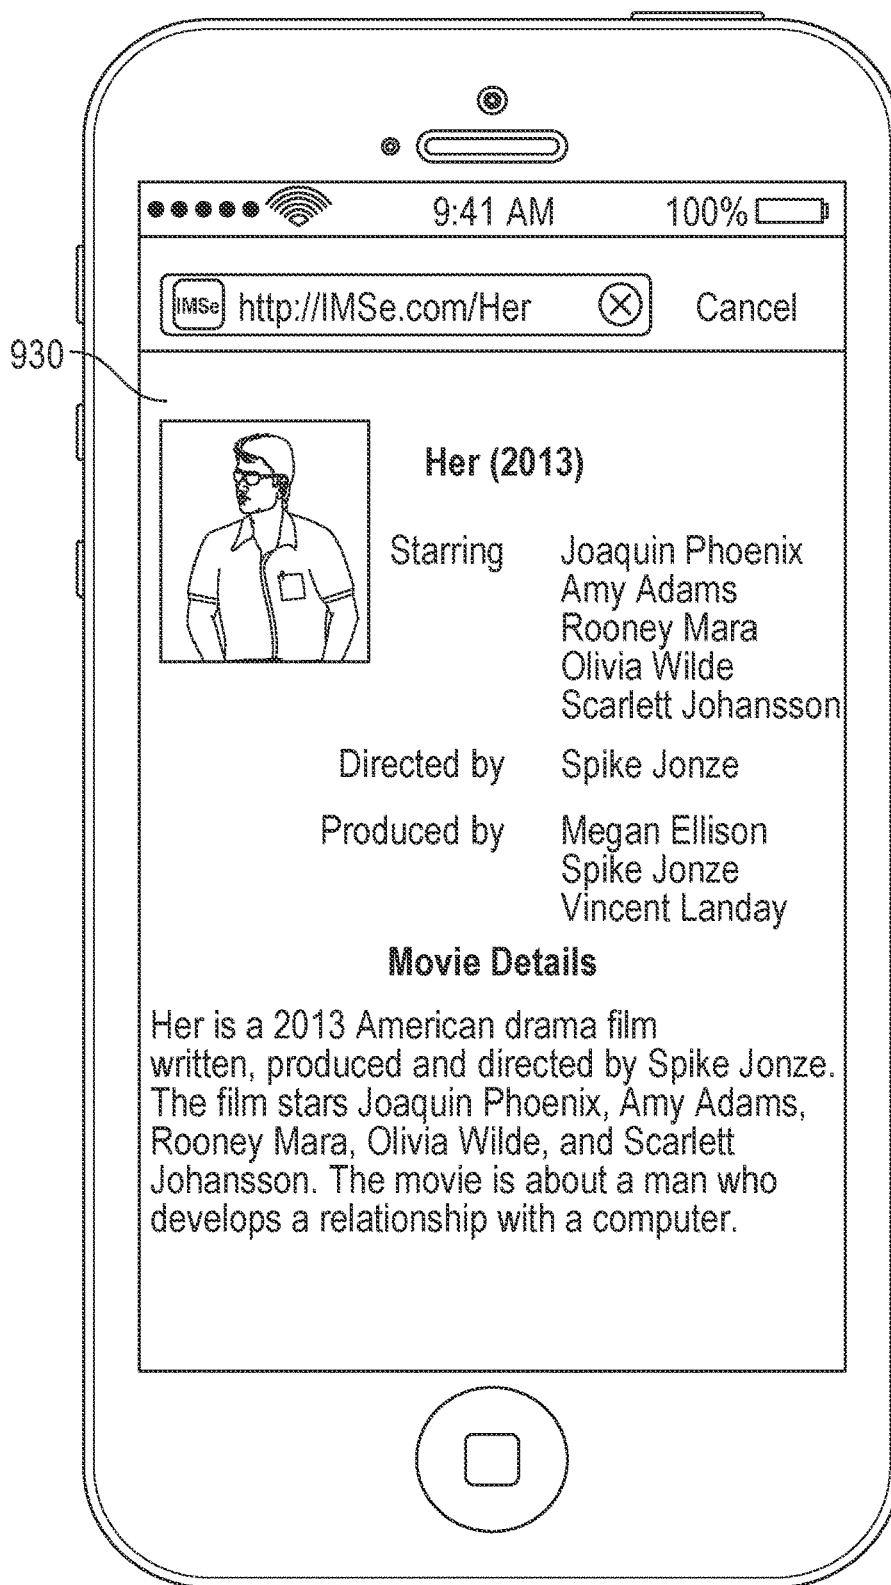 9:41 AM 100%
IMSe http://IMSe.com/Her Cancel
930
Her (2013)
Starring Joaquin Phoenix
Amy Adams
Rooney Mara
Olivia Wilde
Scarlett Johansson
Directed by Spike Jonze
Produced by Megan Ellison
Spike Jonze
Vincent Landay
Movie Details
Her is a 2013 American drama film
written, produced and directed by Spike Jonze.
The film stars Joaquin Phoenix, Amy Adams,
Rooney Mara, Olivia Wilde, and Scarlett
Johansson. The movie is about a man who
develops a relationship with a computer.